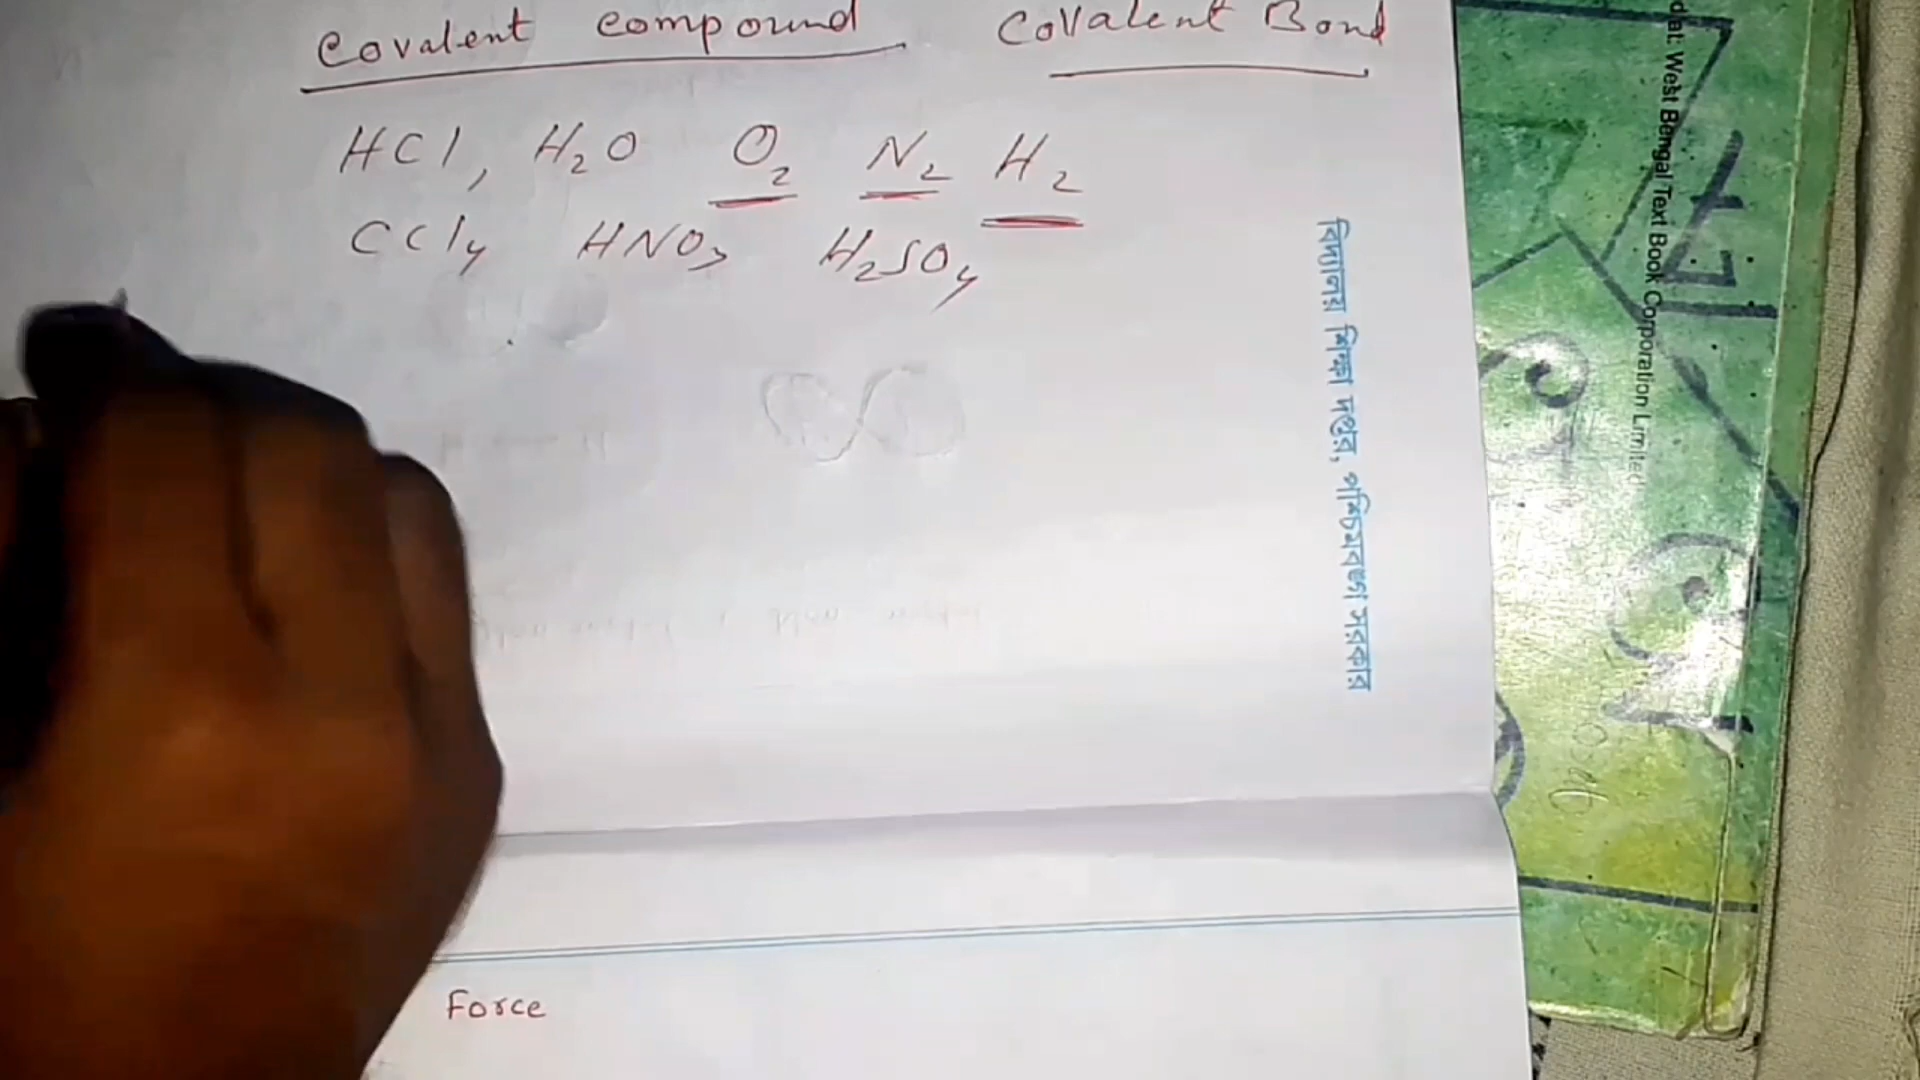 Covalent compound Covalent Bond
HCl, H₂O O₂ N₂ H₂
CCl₄ HNO₃ H₂SO₄
Force
বিদ্যালয় শিক্ষা দপ্তর, পশ্চিমবঙ্গ সরকার
dat: West Bengal Text Book Corporation Limited